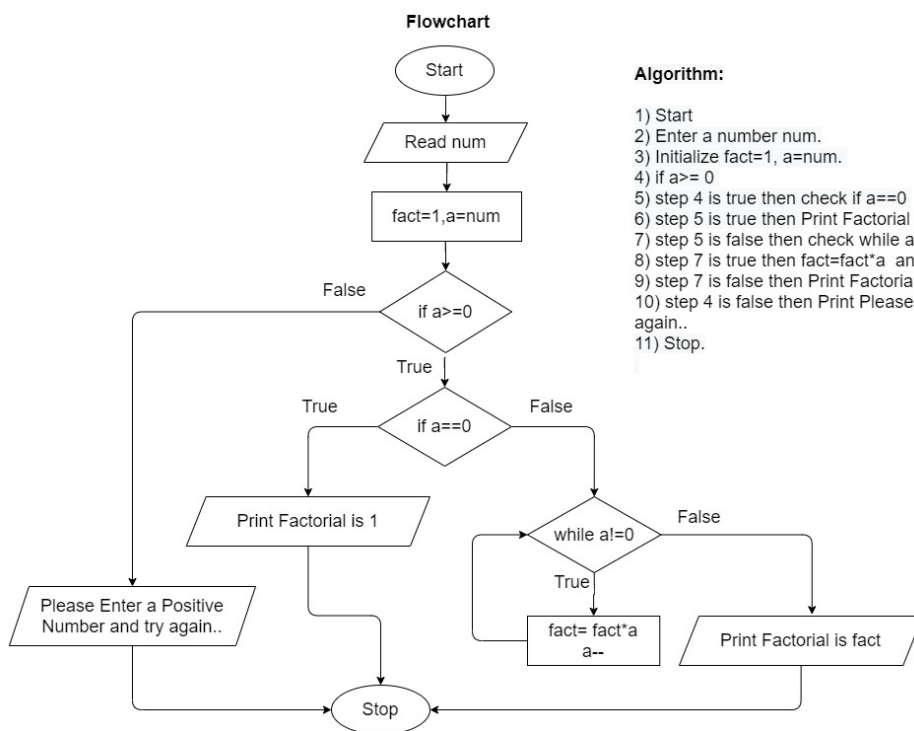 Flowchart
Start
Read num
fact=1,a=num
False
if a>=0
True
True
if a==0
False
Print Factorial is 1
while a!=0
False
True
Please Enter a Positive
Number and try again..
fact= fact*a
a--
Print Factorial is fact
Stop
Algorithm:
1) Start
2) Enter a number num.
3) Initialize fact=1, a=num.
4) if a>= 0
5) step 4 is true then check if a==0
6) step 5 is true then Print Factorial
7) step 5 is false then check while a
8) step 7 is true then fact=fact*a an
9) step 7 is false then Print Factoria
10) step 4 is false then Print Please
again..
11) Stop.